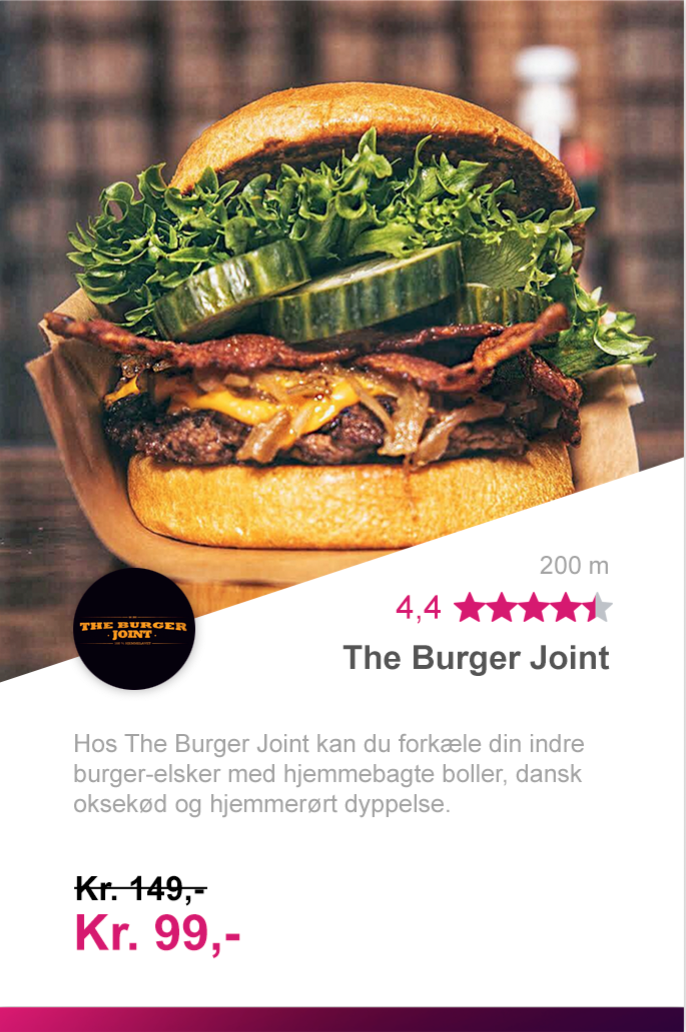 200 m
4,4
THE BURGER
JOINT
The Burger Joint
Hos The Burger Joint kan du forkæle din indre
burger-elsker med hjemmebagte boller, dansk
oksekød og hjemmerørt dyppelse.
Kr. 149,-
Kr. 99,-